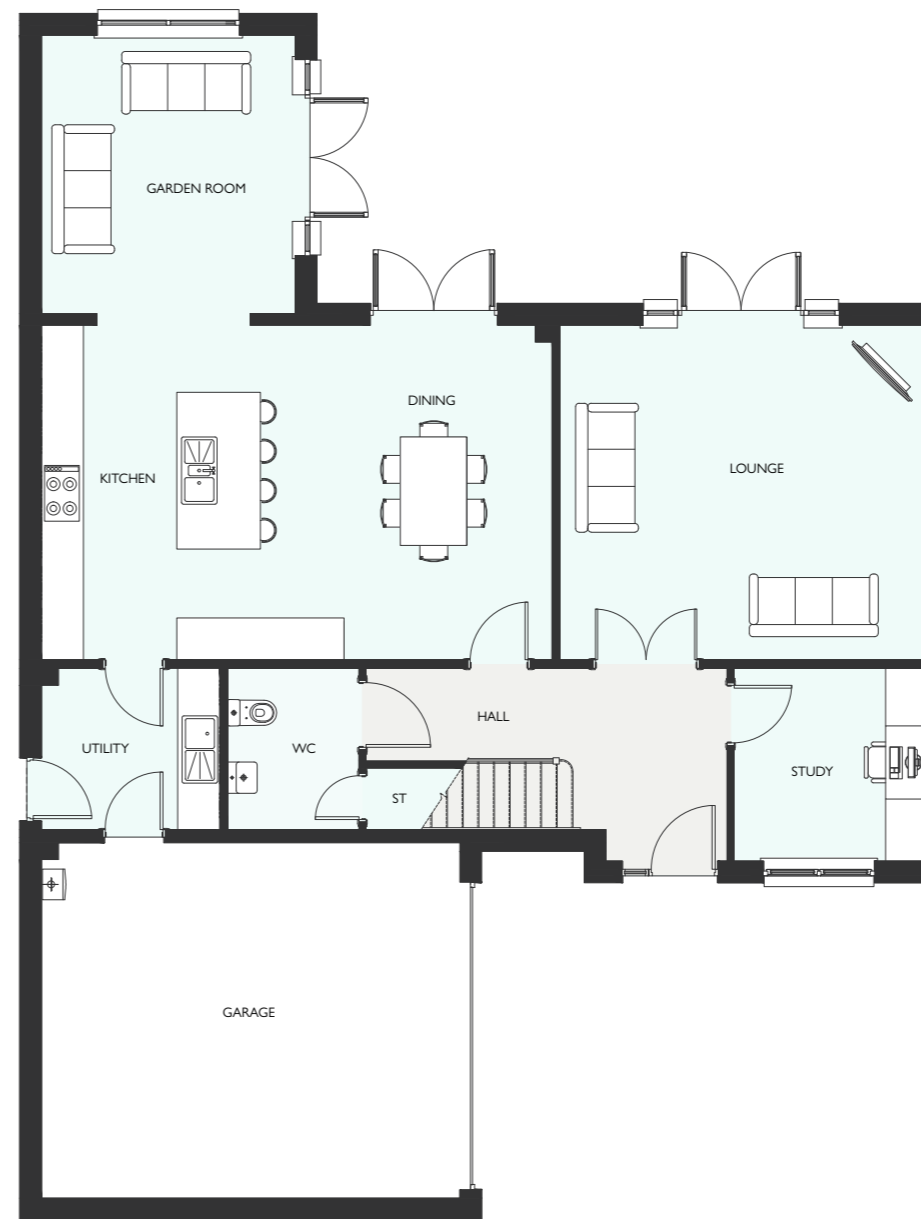 GARDEN ROOM
DINING
LOUNGE
KITCHEN
HALL
UTILITY
WC
STUDY
ST
GARAGE